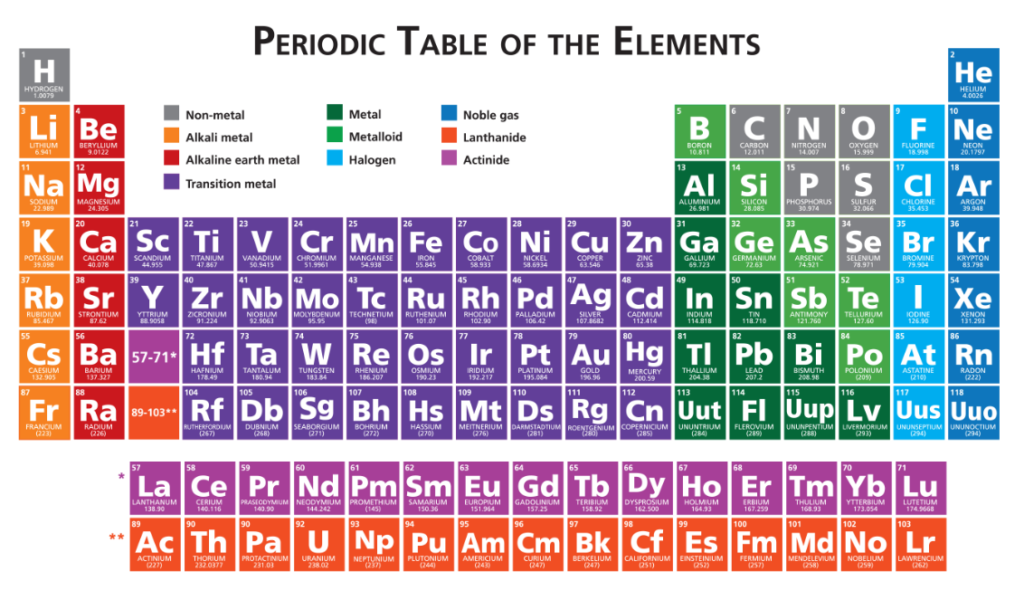 PERIODIC TABLE OF THE ELEMENTS
1 2
H He
HYDROGEN HELIUM
1.0079 4.0026
Non-metal
Alkali metal
Alkaline earth metal
Transition metal
Metal
Metalloid
Halogen
Noble gas
Lanthanide
Actinide
3 4 5 6 7 8 9 10
Li Be B C N O F Ne
LITHIUM BERYLLIUM BORON CARBON NITROGEN OXYGEN FLUORINE NEON
6.941 9.0122 10.811 12.011 14.007 15.999 18.998 20.1797
11 12 13 14 15 16 17 18
Na Mg Al Si P S Cl Ar
SODIUM MAGNESIUM ALUMINIUM SILICON PHOSPHORUS SULFUR CHLORINE ARGON
22.989 24.305 26.981 28.085 30.974 32.066 35.453 39.948
19 20 21 22 23 24 25 26 27 28 29 30 31 32 33 34 35 36
K Ca Sc Ti V Cr Mn Fe Co Ni Cu Zn Ga Ge As Se Br Kr
POTASSIUM CALCIUM SCANDIUM TITANIUM VANADIUM CHROMIUM MANGANESE IRON COBALT NICKEL COPPER ZINC GALLIUM GERMANIUM ARSENIC SELENIUM BROMINE KRYPTON
39.098 40.078 44.955 47.867 50.9415 51.9961 54.938 55.845 58.933 58.6934 63.546 65.38 69.723 72.63 74.921 78.971 79.904 83.798
37 38 39 40 41 42 43 44 45 46 47 48 49 50 51 52 53 54
Rb Sr Y Zr Nb Mo Tc Ru Rh Pd Ag Cd In Sn Sb Te I Xe
RUBIDIUM STRONTIUM YTTRIUM ZIRCONIUM NIOBIUM MOLYBDENUM TECHNETIUM RUTHENIUM RHODIUM PALLADIUM SILVER CADMIUM INDIUM TIN ANTIMONY TELLURIUM IODINE XENON
85.467 87.62 88.9058 91.224 92.9063 95.95 (98) 101.07 102.90 106.42 107.8682 112.414 114.818 118.710 121.760 127.60 126.90 131.293
55 56 72 73 74 75 76 77 78 79 80 81 82 83 84 85 86
Cs Ba 57-71* Hf Ta W Re Os Ir Pt Au Hg Tl Pb Bi Po At Rn
CAESIUM BARIUM HAFNIUM TANTALUM TUNGSTEN RHENIUM OSMIUM IRIDIUM PLATINUM GOLD MERCURY THALLIUM LEAD BISMUTH POLONIUM ASTATINE RADON
132.905 137.327 178.49 180.94 183.84 186.207 190.23 192.217 195.084 196.96 200.59 204.38 207.2 208.98 (209) (210) (222)
87 88 104 105 106 107 108 109 110 111 112 113 114 115 116 117 118
Fr Ra 89-103** Rf Db Sg Bh Hs Mt Ds Rg Cn Uut Fl Uup Lv Uus Uuo
FRANCIUM RADIUM RUTHERFORDIUM DUBNIUM SEABORGIUM BOHRIUM HASSIUM MEITNERIUM DARMSTADTIUM ROENTGENIUM COPERNICIUM UNUNTRIUM FLEROVIUM UNUNPENTIUM LIVERMORIUM UNUNSEPTIUM UNUNOCTIUM
(223) (226) (267) (268) (271) (272) (270) (276) (281) (280) (285) (284) (289) (288) (293) (294) (294)
57 58 59 60 61 62 63 64 65 66 67 68 69 70 71
* La Ce Pr Nd Pm Sm Eu Gd Tb Dy Ho Er Tm Yb Lu
LANTHANUM CERIUM PRASEODYMIUM NEODYMIUM PROMETHIUM SAMARIUM EUROPIUM GADOLINIUM TERIBIUM DYSPROSIUM HOLMIUM ERBIUM THULIUM YTTERBIUM LUTETIUM
138.90 140.116 140.90 144.242 (145) 150.36 151.964 157.25 158.92 162.500 164.93 167.259 168.93 173.054 174.9668
89 90 90 92 93 94 95 96 97 98 99 100 101 102 103
** Ac Th Pa U Np Pu Am Cm Bk Cf Es Fm Md No Lr
ACTINIUM THORIUM PROTACTINIUM URANIUM NEPTUNIUM PLUTONIUM AMERICIUM CURIUM BERKELIUM CALIFORNIUM EINSTEINIUM FERMIUM MENDELEVIUM NOBELIUM LAWRENCIUM
(227) 232.0377 231.03 238.02 (237) (244) (243) (247) (247) (251) (252) (257) (258) (259) (262)